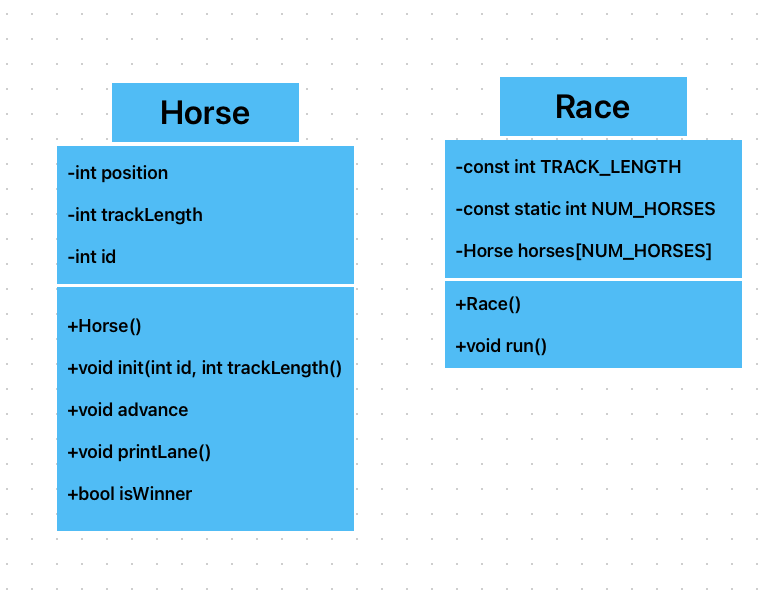 Horse
-int position
-int trackLength
-int id
+Horse()
+void init(int id, int trackLength()
+void advance
+void printLane()
+bool isWinner
Race
-const int TRACK_LENGTH
-const static int NUM_HORSES
-Horse horses[NUM_HORSES]
+Race()
+void run()